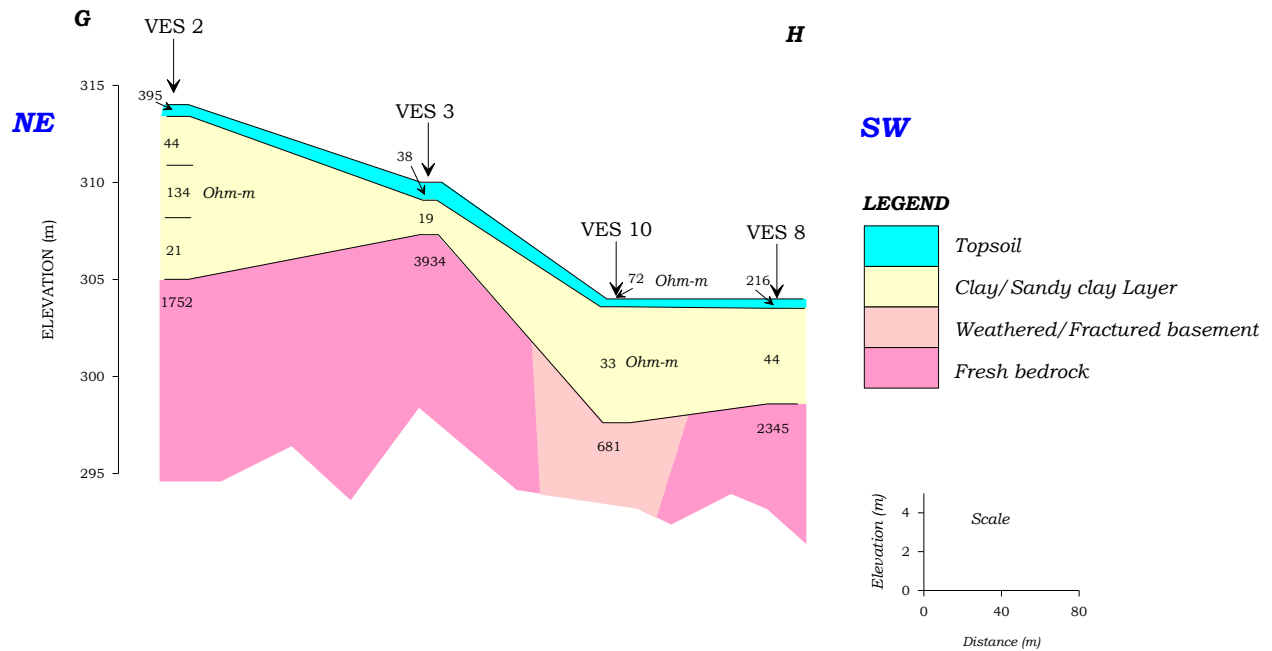 G
H
VES 2
VES 3
VES 10
VES 8
NE
SW
ELEVATION (m)
315
310
305
300
295
395
44
134 Ohm-m
21
1752
38
19
3934
72 Ohm-m
33 Ohm-m
681
216
44
2345
LEGEND
Topsoil
Clay/Sandy clay Layer
Weathered/Fractured basement
Fresh bedrock
Elevation (m)
4
2
0
Scale
0 40 80
Distance (m)